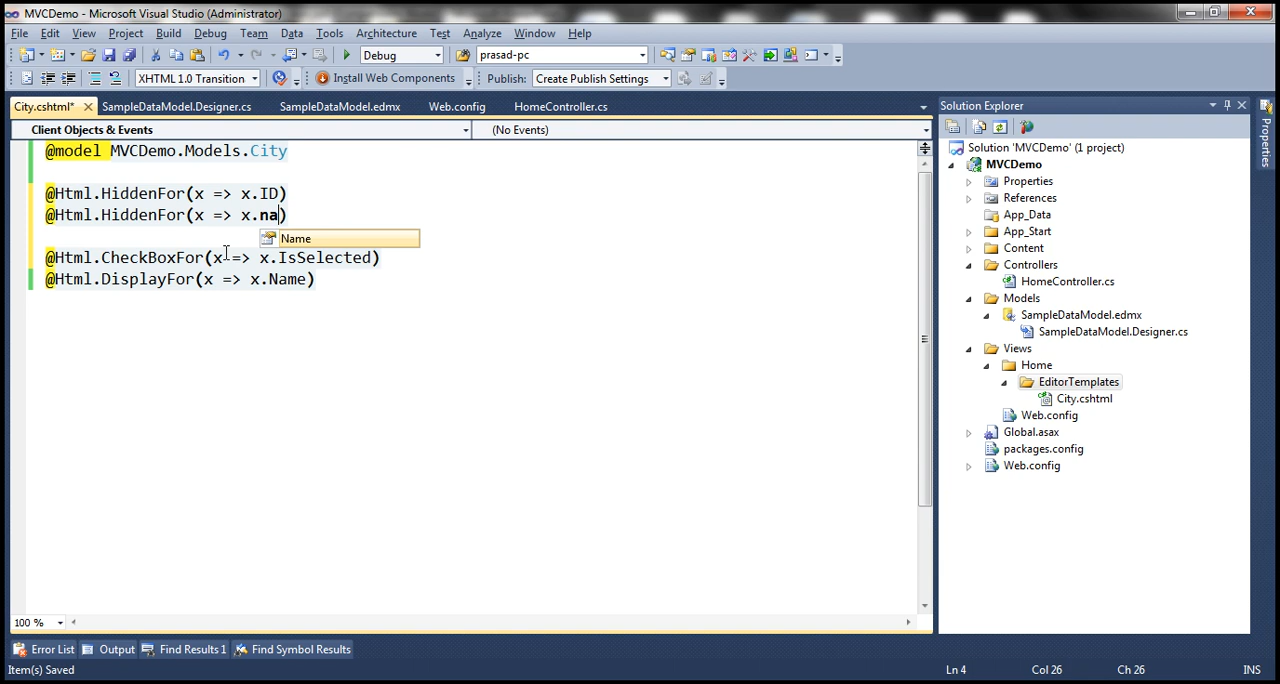 MVCDemo - Microsoft Visual Studio (Administrator)
File Edit View Project Build Debug Team Data Tools Architecture Test Analyze Window Help
Debug prasad-pc
XHTML 1.0 Transition Install Web Components Publish: Create Publish Settings
City.cshtml* SampleDataModel.Designer.cs SampleDataModel.edmx Web.config HomeController.cs
Client Objects & Events (No Events)
@model MVCDemo.Models.City
@Html.HiddenFor(x => x.ID)
@Html.HiddenFor(x => x.na)
Name
@Html.CheckBoxFor(x => x.IsSelected)
@Html.DisplayFor(x => x.Name)
100 %
Solution Explorer
Solution 'MVCDemo' (1 project)
MVCDemo
Properties
References
App_Data
App_Start
Content
Controllers
HomeController.cs
Models
SampleDataModel.edmx
SampleDataModel.Designer.cs
Views
Home
EditorTemplates
City.cshtml
Web.config
Global.asax
packages.config
Web.config
Properties
Error List Output Find Results 1 Find Symbol Results
Item(s) Saved Ln 4 Col 26 Ch 26 INS